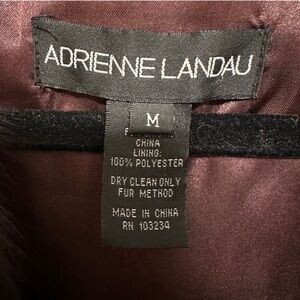 ADRIENNE LANDAU
M
CHINA
LINING:
100% POLYESTER
DRY CLEAN ONLY
FUR METHOD
MADE IN CHINA
RN 103234